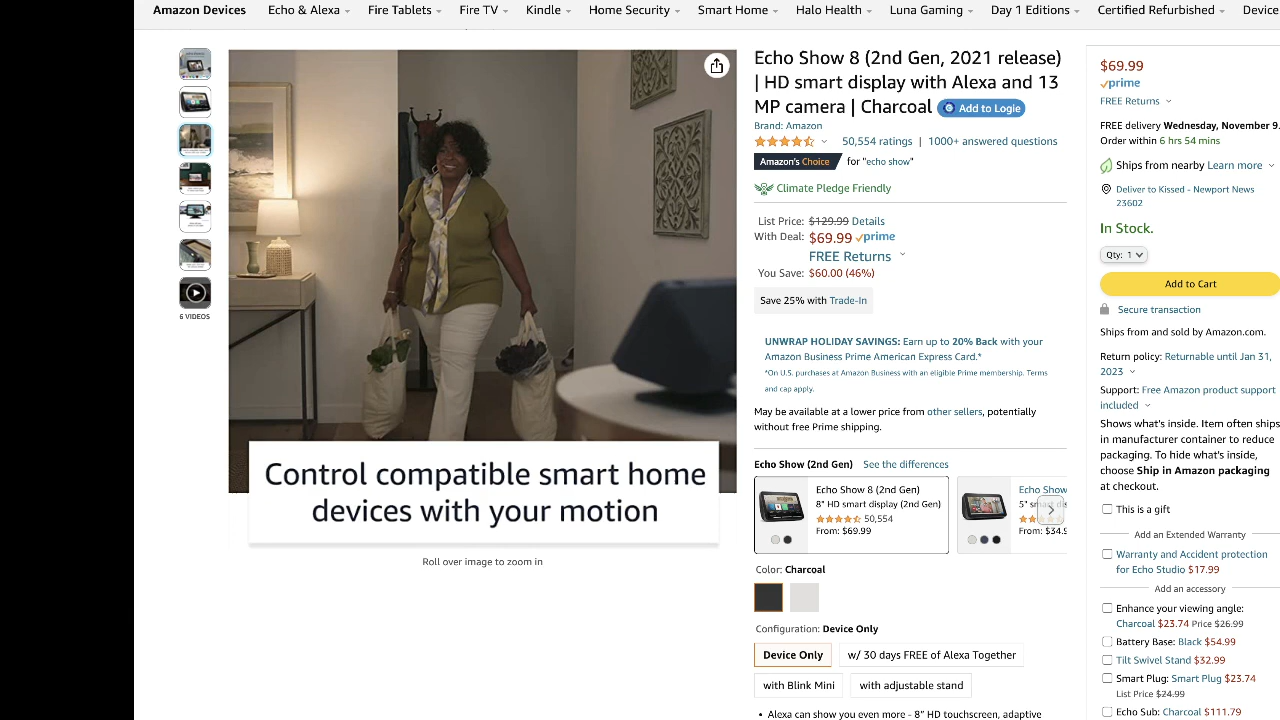 Amazon Devices Echo & Alexa Fire Tablets Fire TV Kindle Home Security Smart Home Halo Health Luna Gaming Day 1 Editions Certified Refurbished Device
6 VIDEOS
Control compatible smart home
devices with your motion
Roll over image to zoom in
Echo Show 8 (2nd Gen, 2021 release)
| HD smart display with Alexa and 13
MP camera | Charcoal Add to Logie
Brand: Amazon
50,554 ratings | 1000+ answered questions
Amazon's Choice for "echo show"
Climate Pledge Friendly
List Price: $129.99 Details
With Deal: $69.99 prime
FREE Returns
You Save: $60.00 (46%)
Save 25% with Trade-In
UNWRAP HOLIDAY SAVINGS: Earn up to 20% Back with your
Amazon Business Prime American Express Card.*
*On U.S. purchases at Amazon Business with an eligible Prime membership. Terms
and cap apply.
May be available at a lower price from other sellers, potentially
without free Prime shipping.
Echo Show (2nd Gen) See the differences
Echo Show 8 (2nd Gen)
8" HD smart display (2nd Gen)
50,554
From: $69.99
Echo Show
5" smart dis
From: $34.9
Color: Charcoal
Configuration: Device Only
Device Only w/ 30 days FREE of Alexa Together
with Blink Mini with adjustable stand
• Alexa can show you even more - 8" HD touchscreen, adaptive
$69.99
prime
FREE Returns
FREE delivery Wednesday, November 9.
Order within 6 hrs 54 mins
Ships from nearby Learn more
Deliver to Kissed - Newport News
23602
In Stock.
Qty: 1
Add to Cart
Secure transaction
Ships from and sold by Amazon.com.
Return policy: Returnable until Jan 31,
2023
Support: Free Amazon product support
included
Shows what's inside. Item often ships
in manufacturer container to reduce
packaging. To hide what's inside,
choose Ship in Amazon packaging
at checkout.
This is a gift
Add an Extended Warranty
Warranty and Accident protection
for Echo Studio $17.99
Add an accessory
Enhance your viewing angle:
Charcoal $23.74 Price $26.99
Battery Base: Black $54.99
Tilt Swivel Stand $32.99
Smart Plug: Smart Plug $23.74
List Price $24.99
Echo Sub: Charcoal $111.79